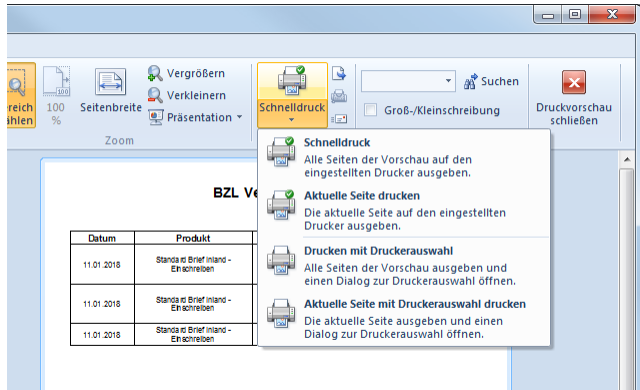 Vergrößern
Verkleinern
Präsentation
ereich
ählen
100
%
100
Seitenbreite
Zoom
Schnelldruck
Suchen
Groß-/Kleinschreibung
Druckvorschau
schließen
Schnelldruck
Alle Seiten der Vorschau auf den
eingestellten Drucker ausgeben.
Aktuelle Seite drucken
Die aktuelle Seite auf den eingestellten
Drucker ausgeben.
Drucken mit Druckerauswahl
Alle Seiten der Vorschau ausgeben und
einen Dialog zur Druckerauswahl öffnen.
Aktuelle Seite mit Druckerauswahl drucken
Die aktuelle Seite ausgeben und einen
Dialog zur Druckerauswahl öffnen.
BZL Ve
Datum Produkt
11.01.2018 Standard Brief Inland -
Einschreiben
11.01.2018 Standard Brief Inland -
Einschreiben
11.01.2018 Standard Brief Inland -
Einschreiben